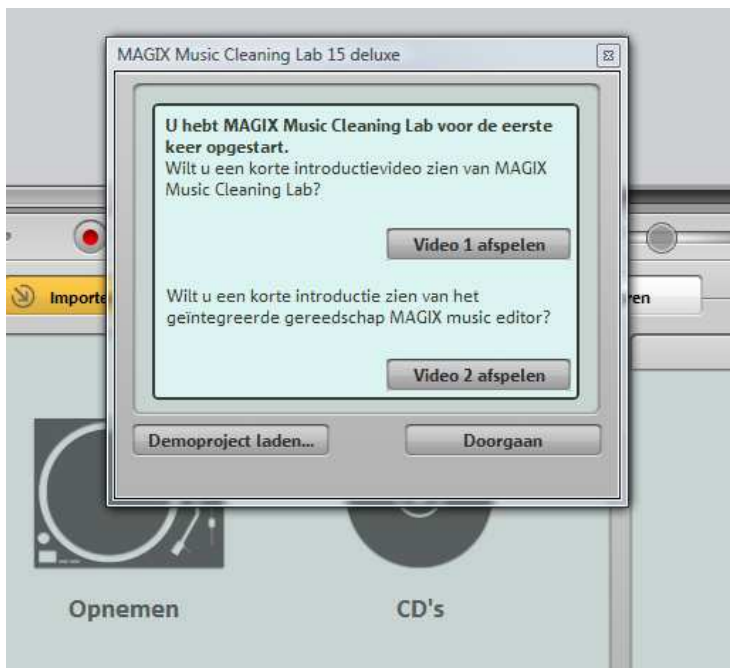 MAGIX Music Cleaning Lab 15 deluxe
U hebt MAGIX Music Cleaning Lab voor de eerste
keer opgestart.
Wilt u een korte introductievideo zien van MAGIX
Music Cleaning Lab?
Video 1 afspelen
Wilt u een korte introductie zien van het
geïntegreerde gereedschap MAGIX music editor?
Video 2 afspelen
Demoproject laden...
Doorgaan
Opnemen
CD's